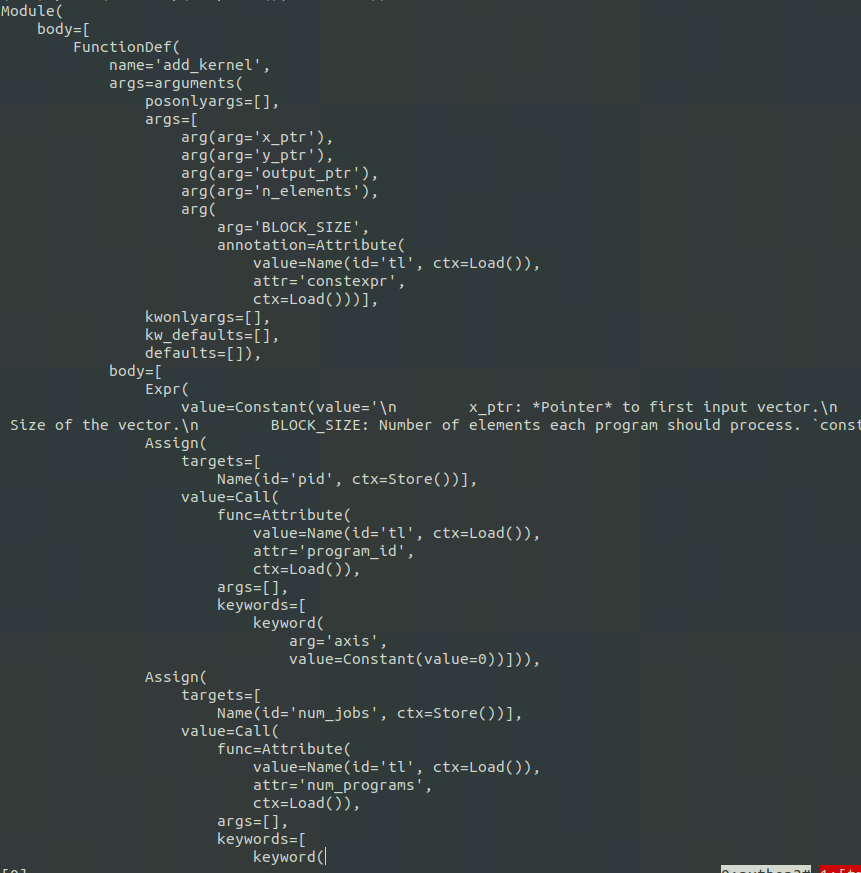 Module(
    body=[
        FunctionDef(
            name='add_kernel',
            args=arguments(
                posonlyargs=[],
                args=[
                    arg(arg='x_ptr'),
                    arg(arg='y_ptr'),
                    arg(arg='output_ptr'),
                    arg(arg='n_elements'),
                    arg(
                        arg='BLOCK_SIZE',
                        annotation=Attribute(
                            value=Name(id='tl', ctx=Load()),
                            attr='constexpr',
                            ctx=Load()))],
                kwonlyargs=[],
                kw_defaults=[],
                defaults=[]),
            body=[
                Expr(
                    value=Constant(value='\n        x_ptr: *Pointer* to first input vector.\n
 Size of the vector.\n        BLOCK_SIZE: Number of elements each program should process. `const
                Assign(
                    targets=[
                        Name(id='pid', ctx=Store())],
                    value=Call(
                        func=Attribute(
                            value=Name(id='tl', ctx=Load()),
                            attr='program_id',
                            ctx=Load()),
                        args=[],
                        keywords=[
                            keyword(
                                arg='axis',
                                value=Constant(value=0))])),
                Assign(
                    targets=[
                        Name(id='num_jobs', ctx=Store())],
                    value=Call(
                        func=Attribute(
                            value=Name(id='tl', ctx=Load()),
                            attr='num_programs',
                            ctx=Load()),
                        args=[],
                        keywords=[
                            keyword(